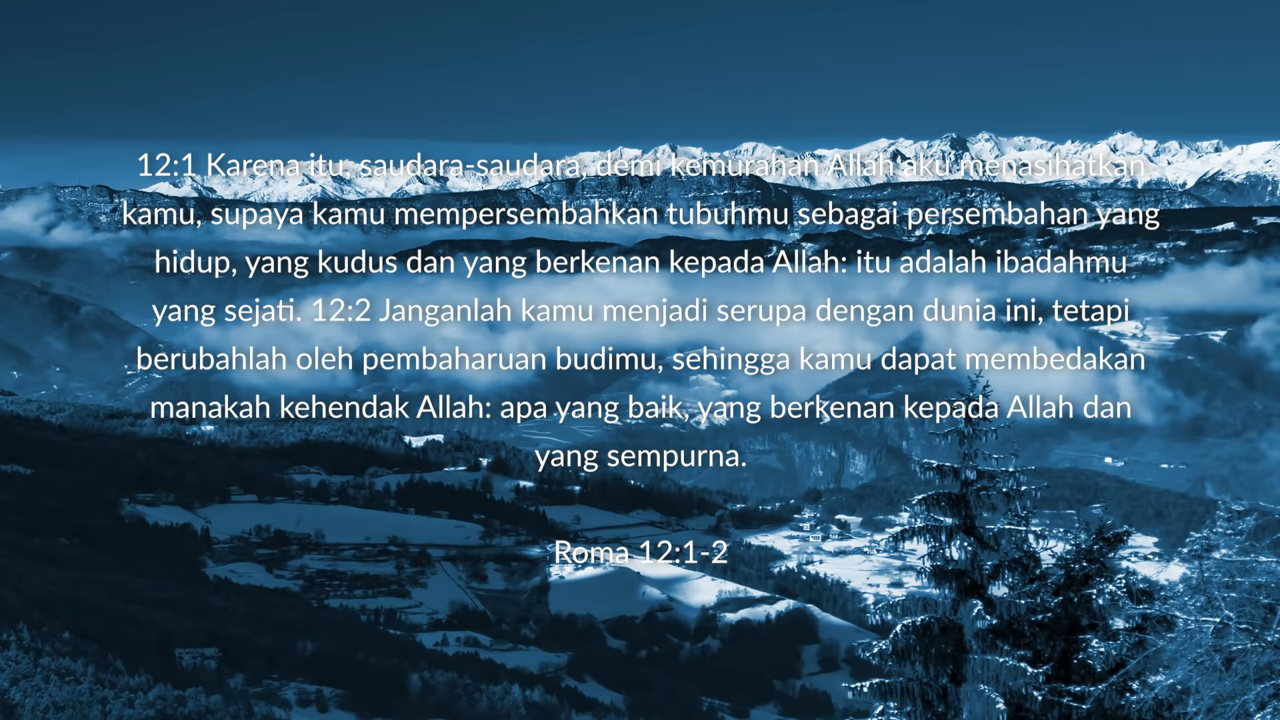 12:1 Karena itu, saudara-saudara, demi kemurahan Allah aku menasihatkan
kamu, supaya kamu mempersembahkan tubuhmu sebagai persembahan yang
hidup, yang kudus dan yang berkenan kepada Allah: itu adalah ibadahmu
yang sejati. 12:2 Janganlah kamu menjadi serupa dengan dunia ini, tetapi
berubahlah oleh pembaharuan budimu, sehingga kamu dapat membedakan
manakah kehendak Allah: apa yang baik, yang berkenan kepada Allah dan
yang sempurna.
Roma 12:1-2